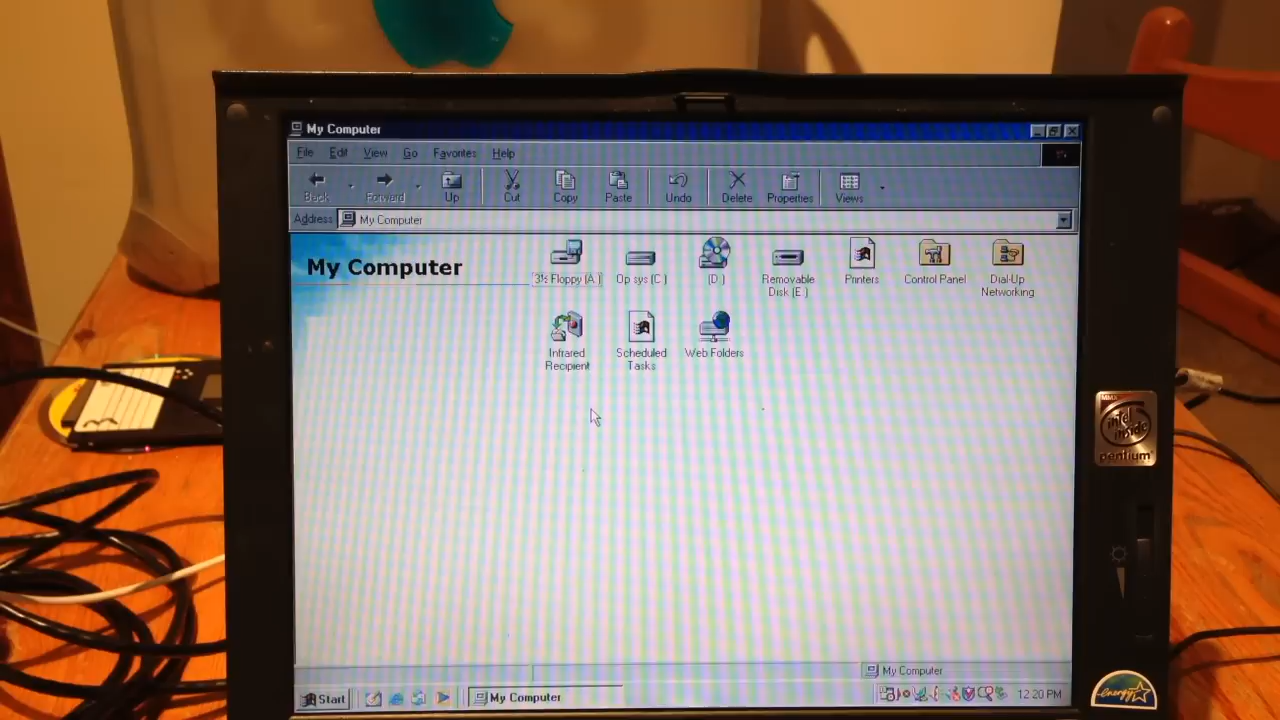 My Computer
File Edit View Go Favorites Help
Back Forward Up Cut Copy Paste Undo Delete Properties Views
Address My Computer
My Computer
3½ Floppy (A:) Op sys (C:) (D:) Removable Disk (E:) Printers Control Panel Dial-Up Networking
Infrared Recipient Scheduled Tasks Web Folders
MMX
intel inside
pentium
My Computer
Start My Computer 12:20 PM
energy